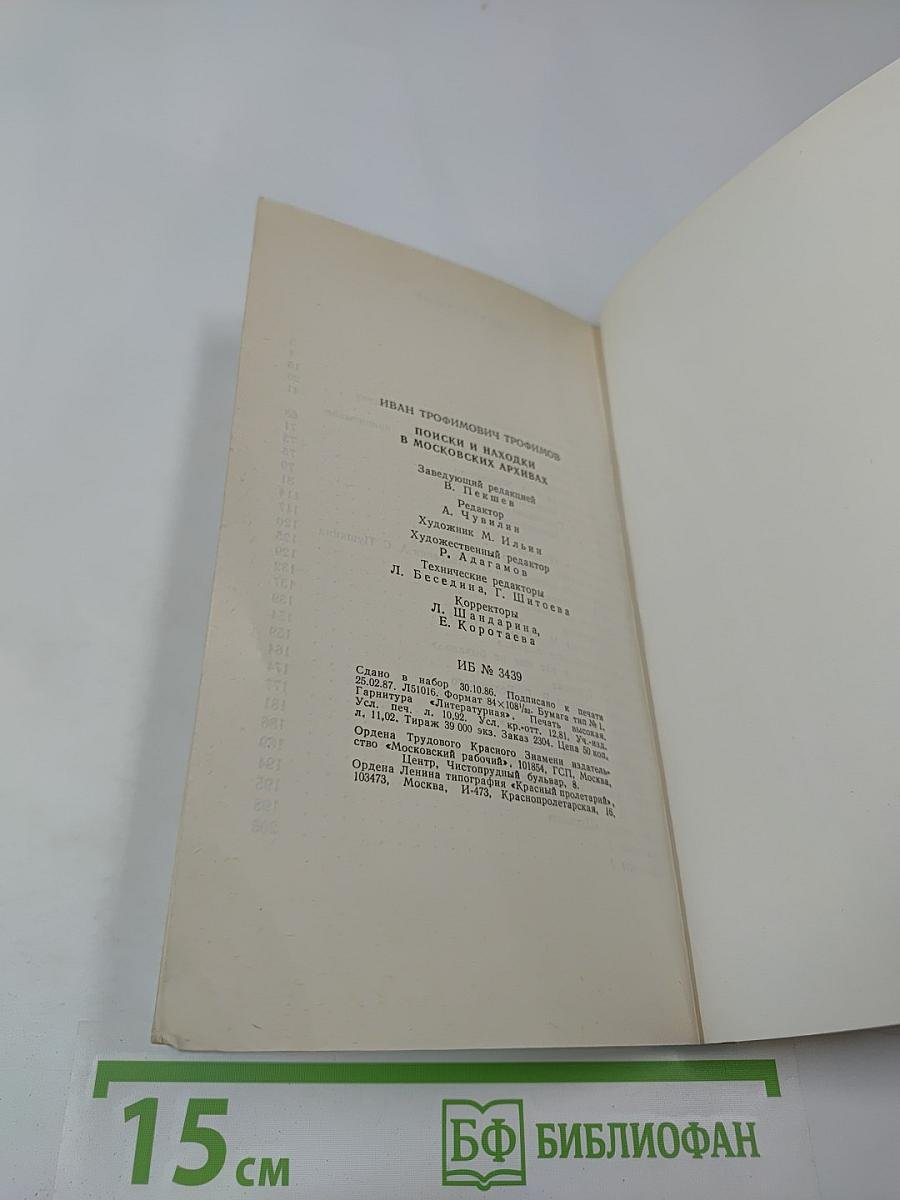 ИВАН ТРОФИМОВИЧ ТРОФИМОВ
ПОИСКИ И НАХОДКИ
В МОСКОВСКИХ АРХИВАХ
Заведующий редакцией
В. Пекшев
Редактор
А. Чувилин
Художник М. Ильин
Художественный редактор
Р. Адагамов
Технические редакторы
Л. Беседина, Г. Шитоева
Корректоры
Л. Шандарина,
Е. Коротаева
ИБ № 3439
Сдано в набор 30.10.86. Подписано к печати
25.02.87. Л51016. Формат 84×108¹/₃₂. Бумага тип № 1.
Гарнитура «Литературная». Печать высокая.
Усл. печ. л. 10,92. Усл. кр.-отт. 12,81. Уч.-изд.
л. 11,02. Тираж 39 000 экз. Заказ 2304. Цена 50 коп.
Ордена Трудового Красного Знамени издатель-
ство «Московский рабочий», 101854, ГСП, Москва,
Центр, Чистопрудный бульвар, 8.
Ордена Ленина типография «Красный пролетарий»,
103473, Москва, И-473, Краснопролетарская, 16.
15 см
БФ БИБЛИОФАН